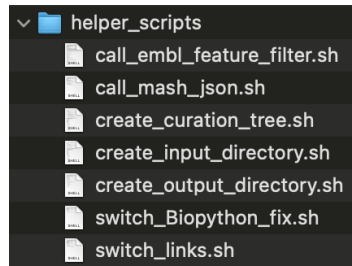 helper_scripts
call_embl_feature_filter.sh
call_mash_json.sh
create_curation_tree.sh
create_input_directory.sh
create_output_directory.sh
switch_Biopython_fix.sh
switch_links.sh